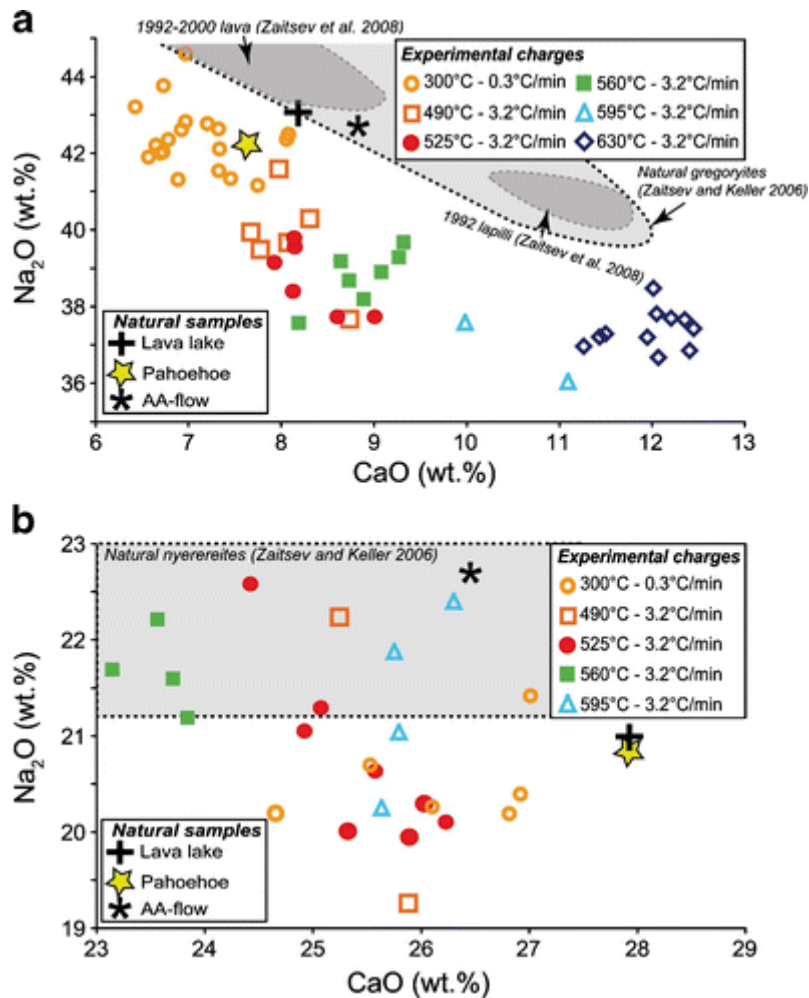 a
1992-2000 lava (Zaitsev et al. 2008)
Experimental charges
300°C - 0.3°C/min
560°C - 3.2°C/min
490°C - 3.2°C/min
595°C - 3.2°C/min
525°C - 3.2°C/min
630°C - 3.2°C/min
Natural gregoryites
(Zaitsev and Keller 2006)
1992 lapilli (Zaitsev et al. 2008)
Na2O (wt.%)
44
42
40
38
36
Natural samples
Lava lake
Pahoehoe
AA-flow
6 7 8 9 10 11 12 13
CaO (wt.%)
b
Natural nyerereites (Zaitsev and Keller 2006)
Experimental charges
300°C - 0.3°C/min
490°C - 3.2°C/min
525°C - 3.2°C/min
560°C - 3.2°C/min
595°C - 3.2°C/min
Na2O (wt.%)
23
22
21
20
19
Natural samples
Lava lake
Pahoehoe
AA-flow
23 24 25 26 27 28 29
CaO (wt.%)